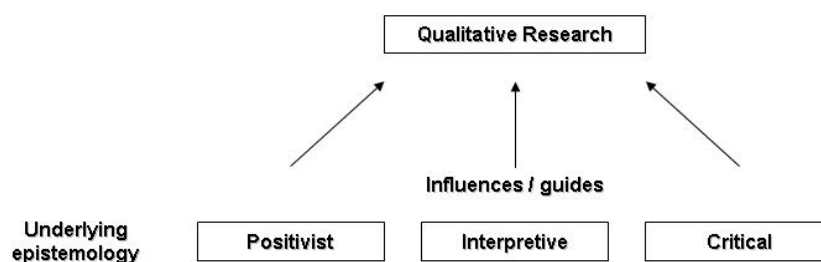 Qualitative Research
Influences / guides
Underlying
epistemology
Positivist
Interpretive
Critical